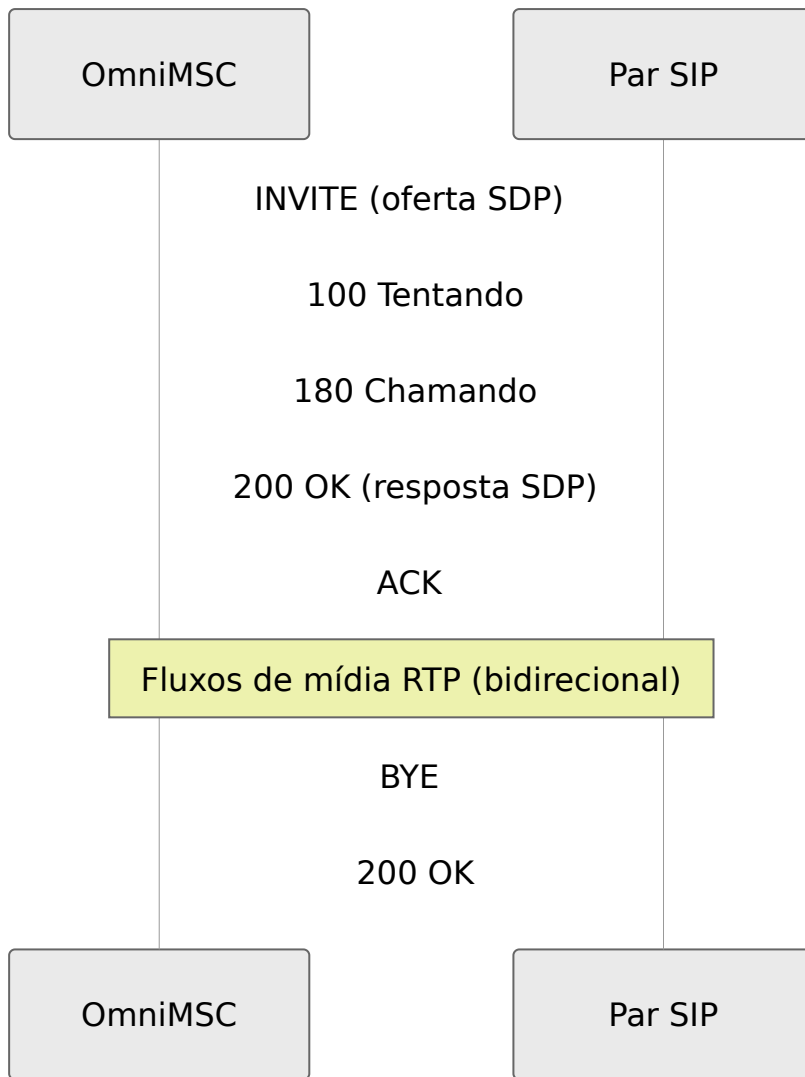 OmniMSC
Par SIP
INVITE (oferta SDP)
100 Tentando
180 Chamando
200 OK (resposta SDP)
ACK
Fluxos de mídia RTP (bidirecional)
BYE
200 OK
OmniMSC
Par SIP